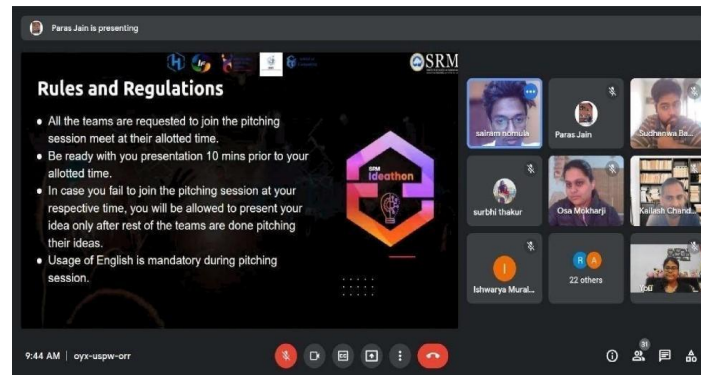 Paras Jain is presenting
SRM
Rules and Regulations
All the teams are requested to join the pitching
session meet at their allotted time.
Be ready with you presentation 10 mins prior to your
allotted time.
In case you fail to join the pitching session at your
respective time, you will be allowed to present your
idea only after rest of the teams are done pitching
their ideas.
Usage of English is mandatory during pitching
session.
SRM
ideathon
sairam nomula
Paras Jain
Sudhanwa Ba...
surbhi thakur
Osa Mokharji
Kailash Chand...
I
Ishwarya Mural...
R A
22 others
You
9:44 AM | oyx-uspw-orr
31